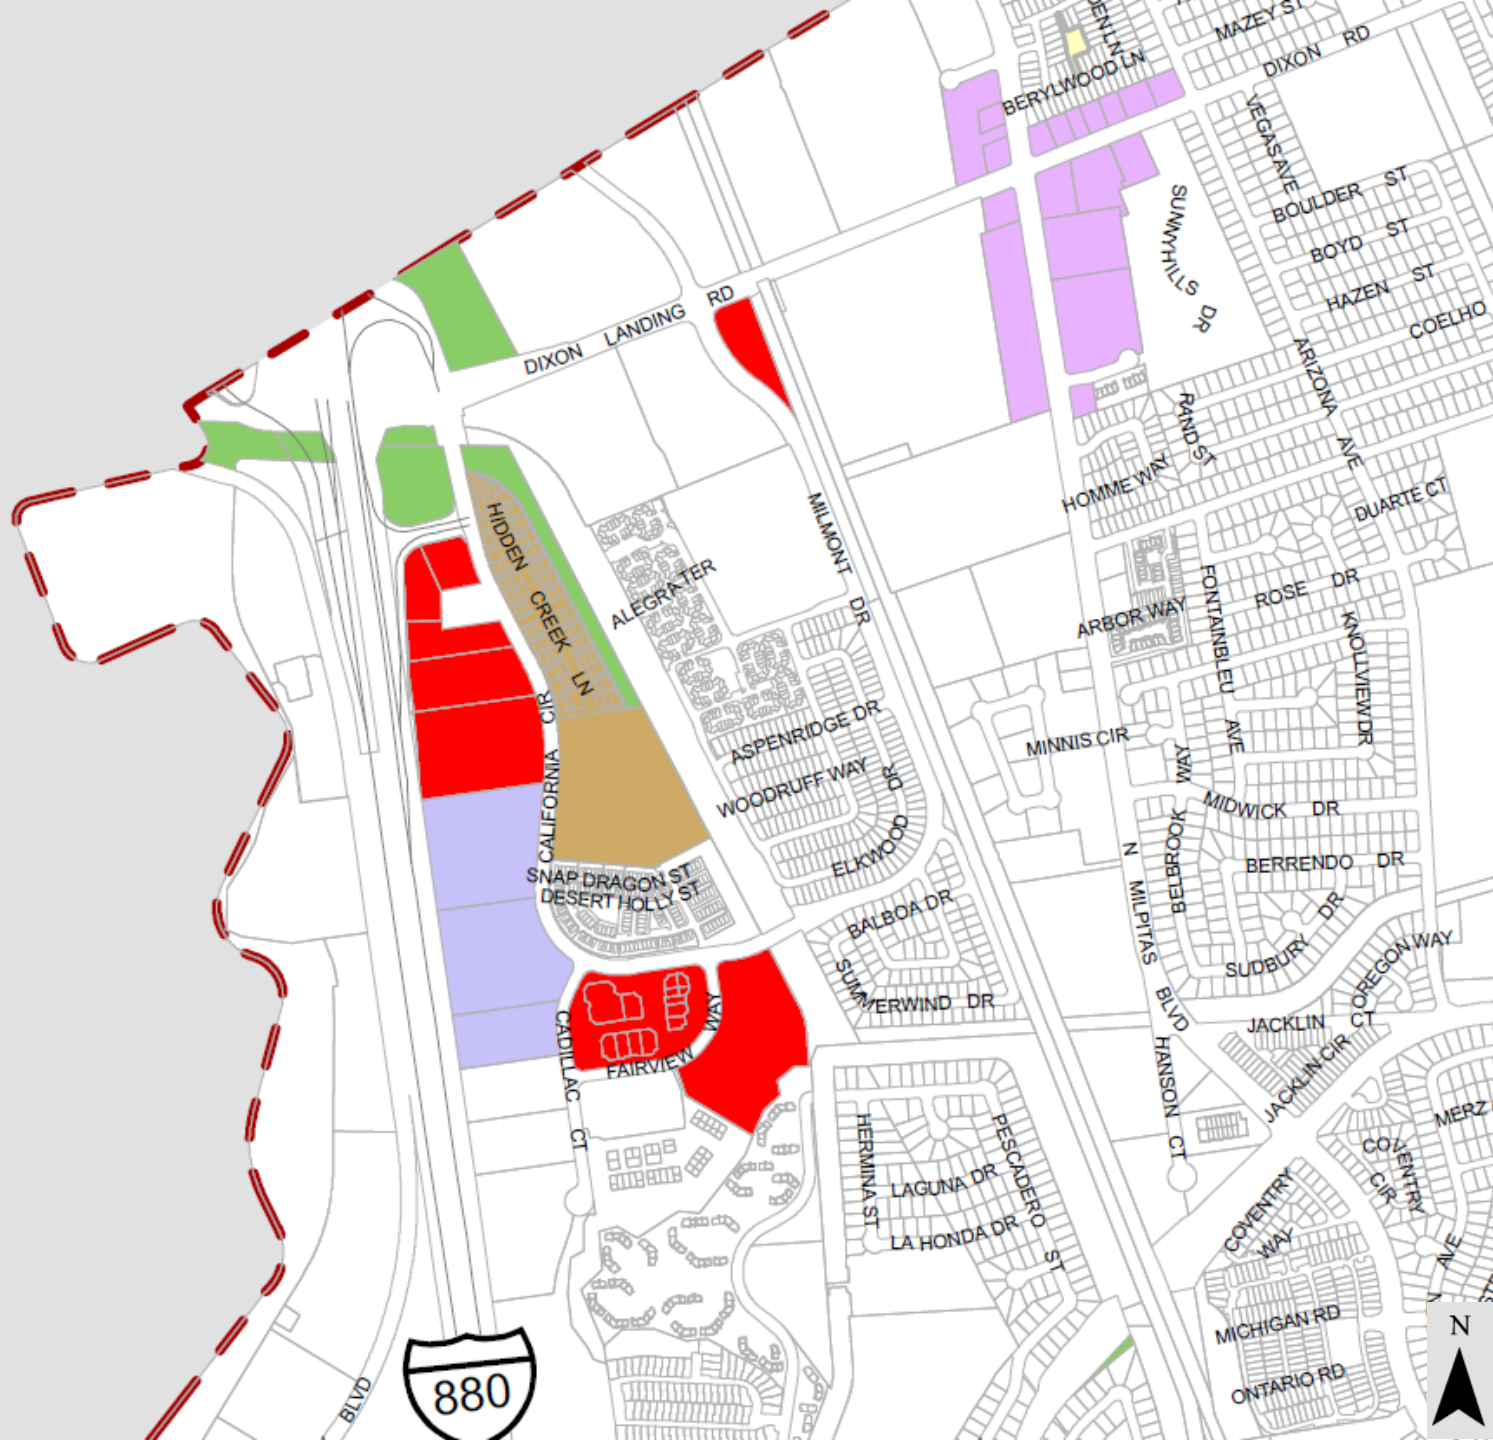 MAZEY ST
DIXON RD
BERYLWOOD LN
VEGAS AVE
BOULDER ST
SUNNYHILLS DR
BOYD ST
HAZEN ST
COELHO
DIXON LANDING RD
ARIZONA AVE
RAND ST
HOMME WAY
DUARTE CT
MILMONT DR
HIDDEN CREEK LN
ALEGRA TER
ROSE DR
FONTAINBLEU AVE
ARBOR WAY
KNOLLVIEW DR
CALIFORNIA CIR
ASPENRIDGE DR
MINNIS CIR
WOODRUFF WAY
BELBROOK WAY
MIDWICK DR
ELKWOOD DR
BERRENDO DR
SNAP DRAGON ST
DESERT HOLLY ST
N MILPITAS BLVD
BALBOA DR
SUDBURY DR
OREGON WAY
SUMMERWIND DR
JACKLIN CT
CADILLAC CT
FAIRVIEW WAY
JACKLIN CIR
HANSON CT
MERZ
HERMINA ST
PESCADERO ST
COVENTRY CIR
LAGUNA DR
COVENTRY WAY
LA HONDA DR
AVE
N
MICHIGAN RD
ONTARIO RD
BLVD
880
N